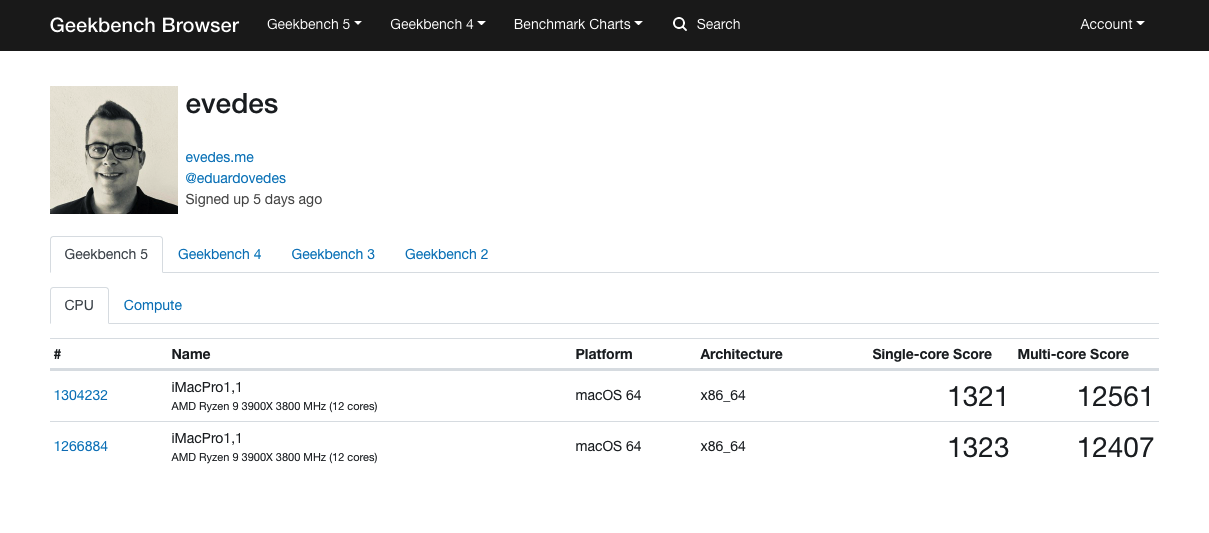 Geekbench Browser Geekbench 5 Geekbench 4 Benchmark Charts Search Account
evedes
evedes.me
@eduardovedes
Signed up 5 days ago
Geekbench 5 Geekbench 4 Geekbench 3 Geekbench 2
CPU Compute
# Name Platform Architecture Single-core Score Multi-core Score
1304232 iMacPro1,1 macOS 64 x86_64 1321 12561
AMD Ryzen 9 3900X 3800 MHz (12 cores)
1266884 iMacPro1,1 macOS 64 x86_64 1323 12407
AMD Ryzen 9 3900X 3800 MHz (12 cores)